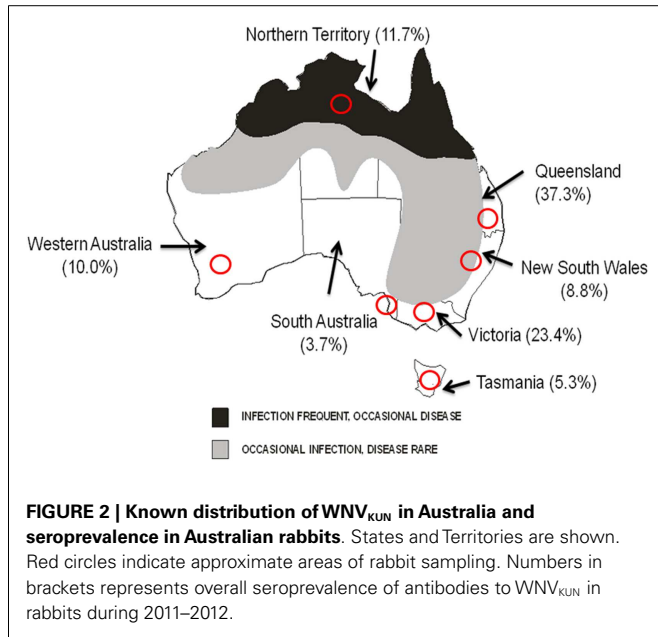 Northern Territory (11.7%)
Queensland
(37.3%)
Western Australia
(10.0%)
New South Wales
(8.8%)
South Australia
(3.7%)
Victoria (23.4%)
Tasmania (5.3%)
INFECTION FREQUENT, OCCASIONAL DISEASE
OCCASIONAL INFECTION, DISEASE RARE
FIGURE 2 | Known distribution of WNVKUN in Australia and
seroprevalence in Australian rabbits. States and Territories are shown.
Red circles indicate approximate areas of rabbit sampling. Numbers in
brackets represents overall seroprevalence of antibodies to WNVKUN in
rabbits during 2011–2012.